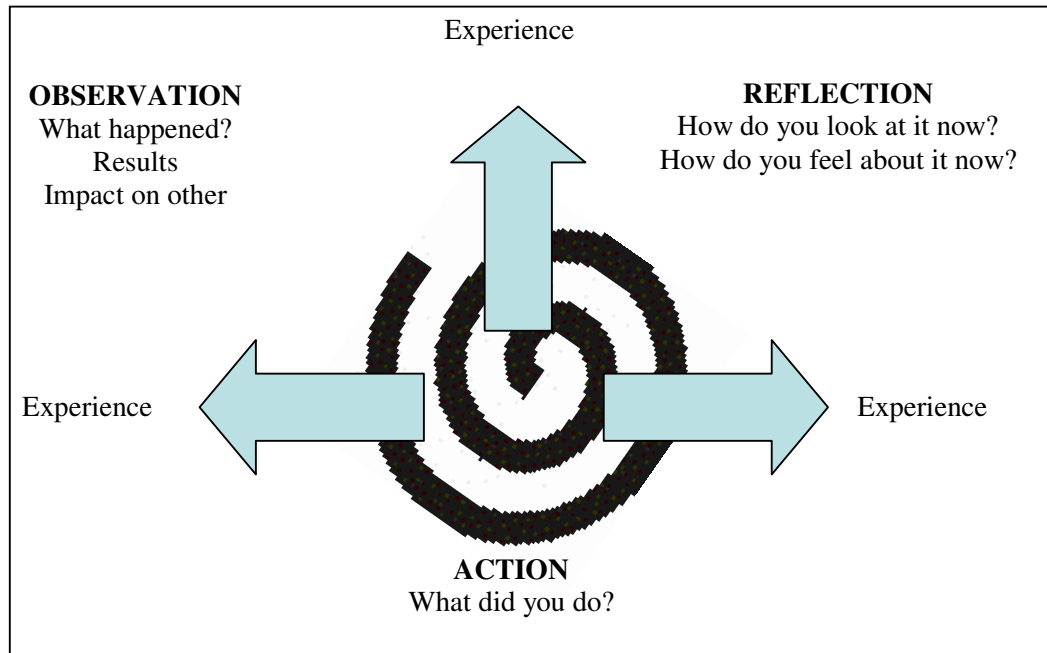 Experience
OBSERVATION
What happened?
Results
Impact on other
REFLECTION
How do you look at it now?
How do you feel about it now?
Experience
Experience
ACTION
What did you do?